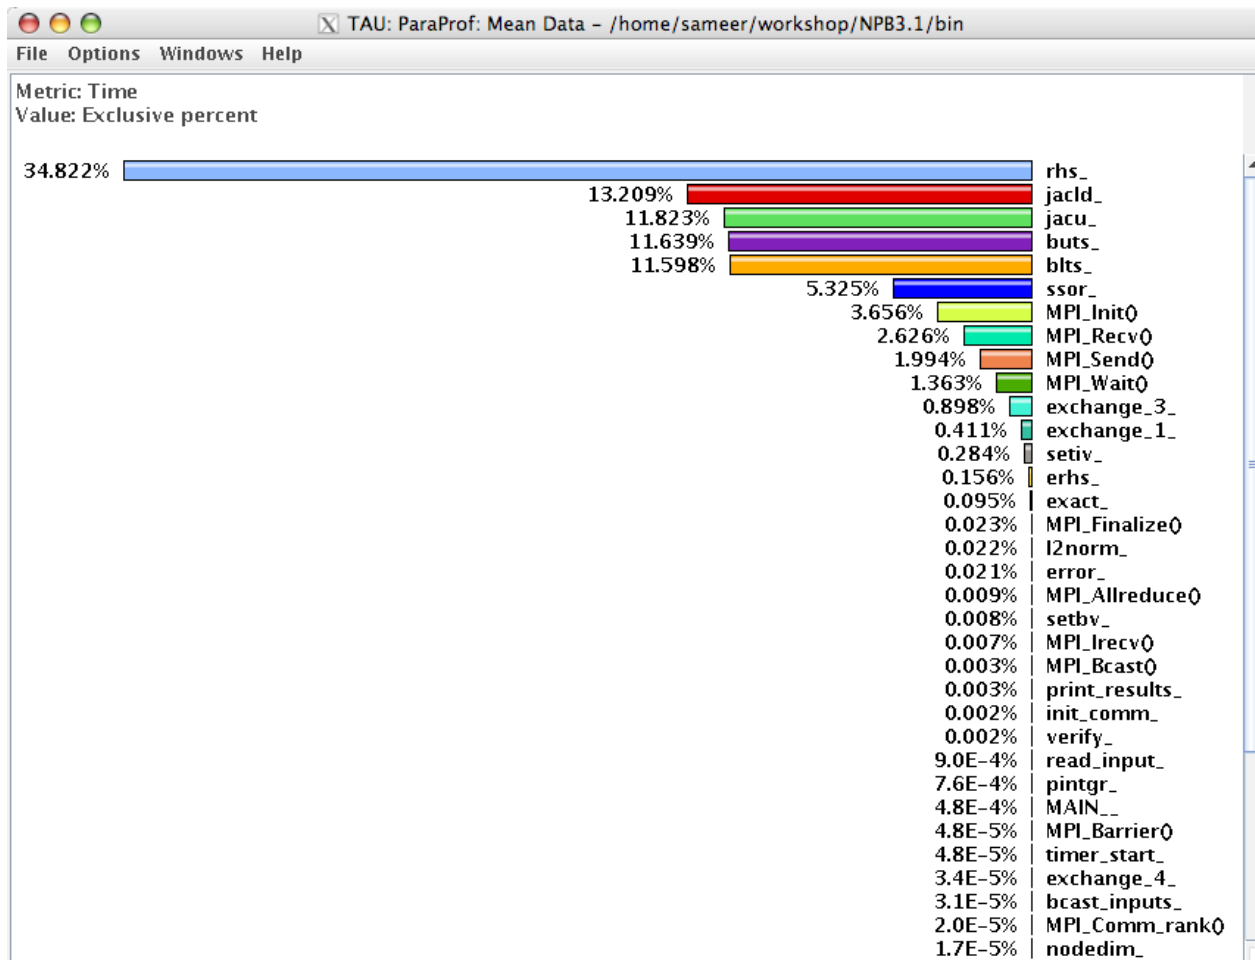 TAU: ParaProf: Mean Data – /home/sameer/workshop/NPB3.1/bin
File Options Windows Help
Metric: Time
Value: Exclusive percent
34.822% rhs_
13.209% jacld_
11.823% jacu_
11.639% buts_
11.598% blts_
5.325% ssor_
3.656% MPI_Init()
2.626% MPI_Recv()
1.994% MPI_Send()
1.363% MPI_Wait()
0.898% exchange_3_
0.411% exchange_1_
0.284% setiv_
0.156% erhs_
0.095% exact_
0.023% MPI_Finalize()
0.022% l2norm_
0.021% error_
0.009% MPI_Allreduce()
0.008% setbv_
0.007% MPI_Irecv()
0.003% MPI_Bcast()
0.003% print_results_
0.002% init_comm_
0.002% verify_
9.0E-4% read_input_
7.6E-4% pintgr_
4.8E-4% MAIN__
4.8E-5% MPI_Barrier()
4.8E-5% timer_start_
3.4E-5% exchange_4_
3.1E-5% bcast_inputs_
2.0E-5% MPI_Comm_rank()
1.7E-5% nodedim_